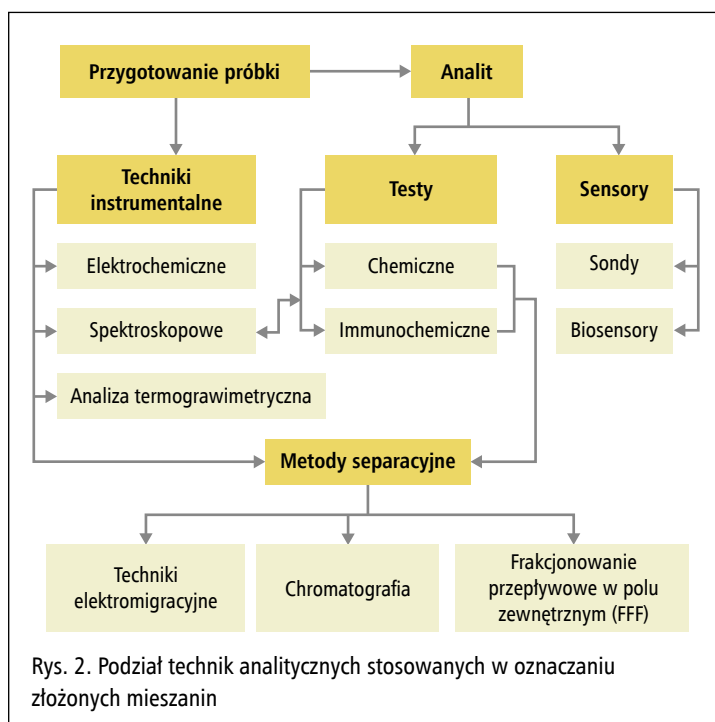 Przygotowanie próbki
Analit
Techniki
instrumentalne
Testy
Sensory
Elektrochemiczne
Chemiczne
Sondy
Spektroskopowe
Immunochemiczne
Biosensory
Analiza termograwimetryczna
Metody separacyjne
Techniki
elektromigracyjne
Chromatografia
Frakcjonowanie
przepływowe w polu
zewnętrznym (FFF)
Rys. 2. Podział technik analitycznych stosowanych w oznaczaniu
złożonych mieszanin